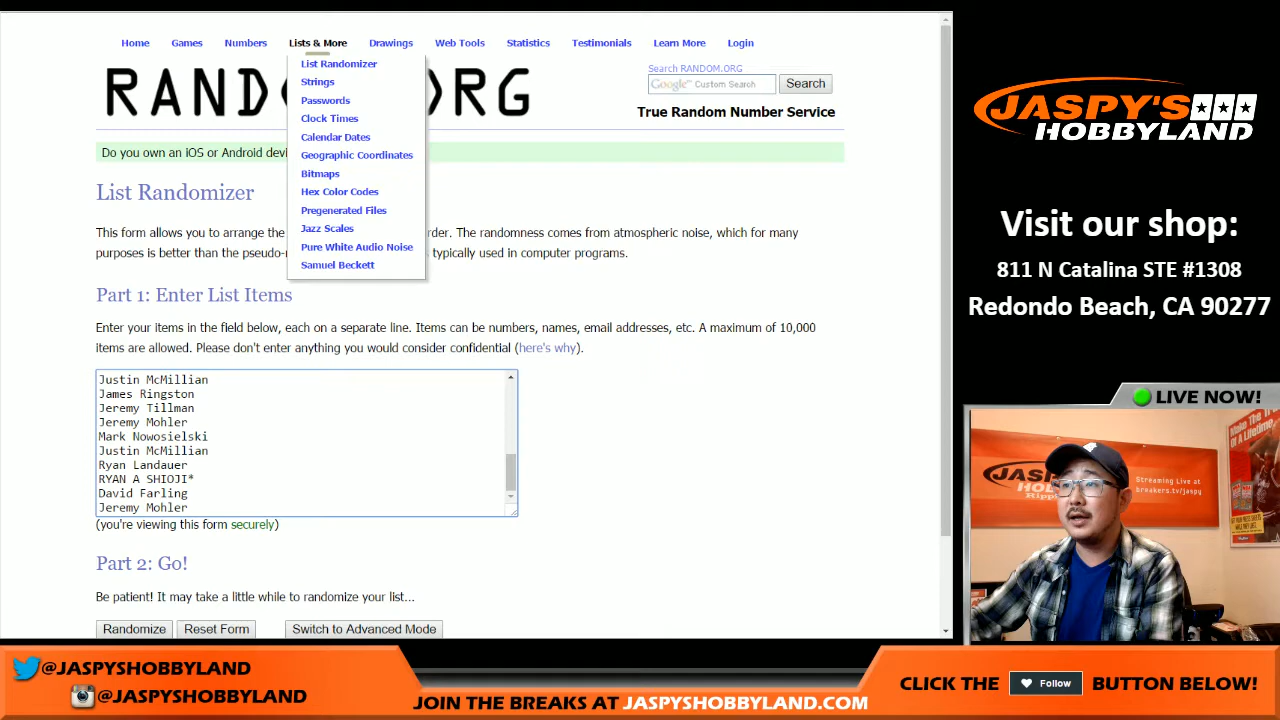 Home Games Numbers Lists & More Drawings Web Tools Statistics Testimonials Learn More Login
List Randomizer
Strings
Passwords
Clock Times
Calendar Dates
Geographic Coordinates
Bitmaps
Hex Color Codes
Pregenerated Files
Jazz Scales
Pure White Audio Noise
Samuel Beckett
RAND ORG
Search RANDOM.ORG
Google™ Custom Search Search
True Random Number Service
Do you own an iOS or Android devi
List Randomizer
This form allows you to arrange the rder. The randomness comes from atmospheric noise, which for many
purposes is better than the pseudo-r typically used in computer programs.
Part 1: Enter List Items
Enter your items in the field below, each on a separate line. Items can be numbers, names, email addresses, etc. A maximum of 10,000
items are allowed. Please don't enter anything you would consider confidential (here's why).
Justin McMillian
James Ringston
Jeremy Tillman
Jeremy Mohler
Mark Nowosielski
Justin McMillian
Ryan Landauer
RYAN A SHIOJI*
David Farling
Jeremy Mohler
(you're viewing this form securely)
Part 2: Go!
Be patient! It may take a little while to randomize your list...
Randomize Reset Form Switch to Advanced Mode
JASPY'S
HOBBYLAND
Visit our shop:
811 N Catalina STE #1308
Redondo Beach, CA 90277
LIVE NOW!
JASPY'S
Streaming Live at
breakers.tv/jaspy
@JASPYSHOBBYLAND
@JASPYSHOBBYLAND
JOIN THE BREAKS AT JASPYSHOBBYLAND.COM
CLICK THE Follow BUTTON BELOW!